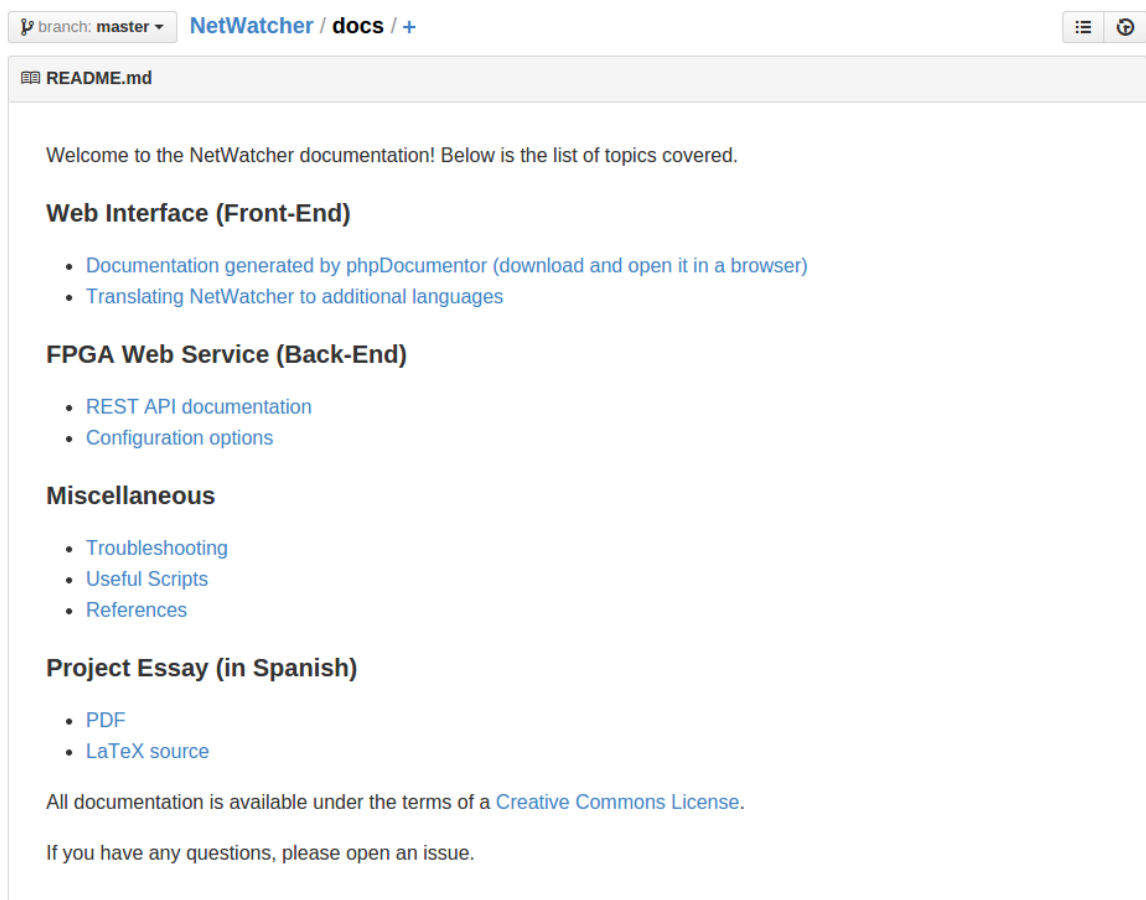 branch: master NetWatcher / docs / +
README.md
Welcome to the NetWatcher documentation! Below is the list of topics covered.
Web Interface (Front-End)
• Documentation generated by phpDocumentor (download and open it in a browser)
• Translating NetWatcher to additional languages
FPGA Web Service (Back-End)
• REST API documentation
• Configuration options
Miscellaneous
• Troubleshooting
• Useful Scripts
• References
Project Essay (in Spanish)
• PDF
• LaTeX source
All documentation is available under the terms of a Creative Commons License.
If you have any questions, please open an issue.